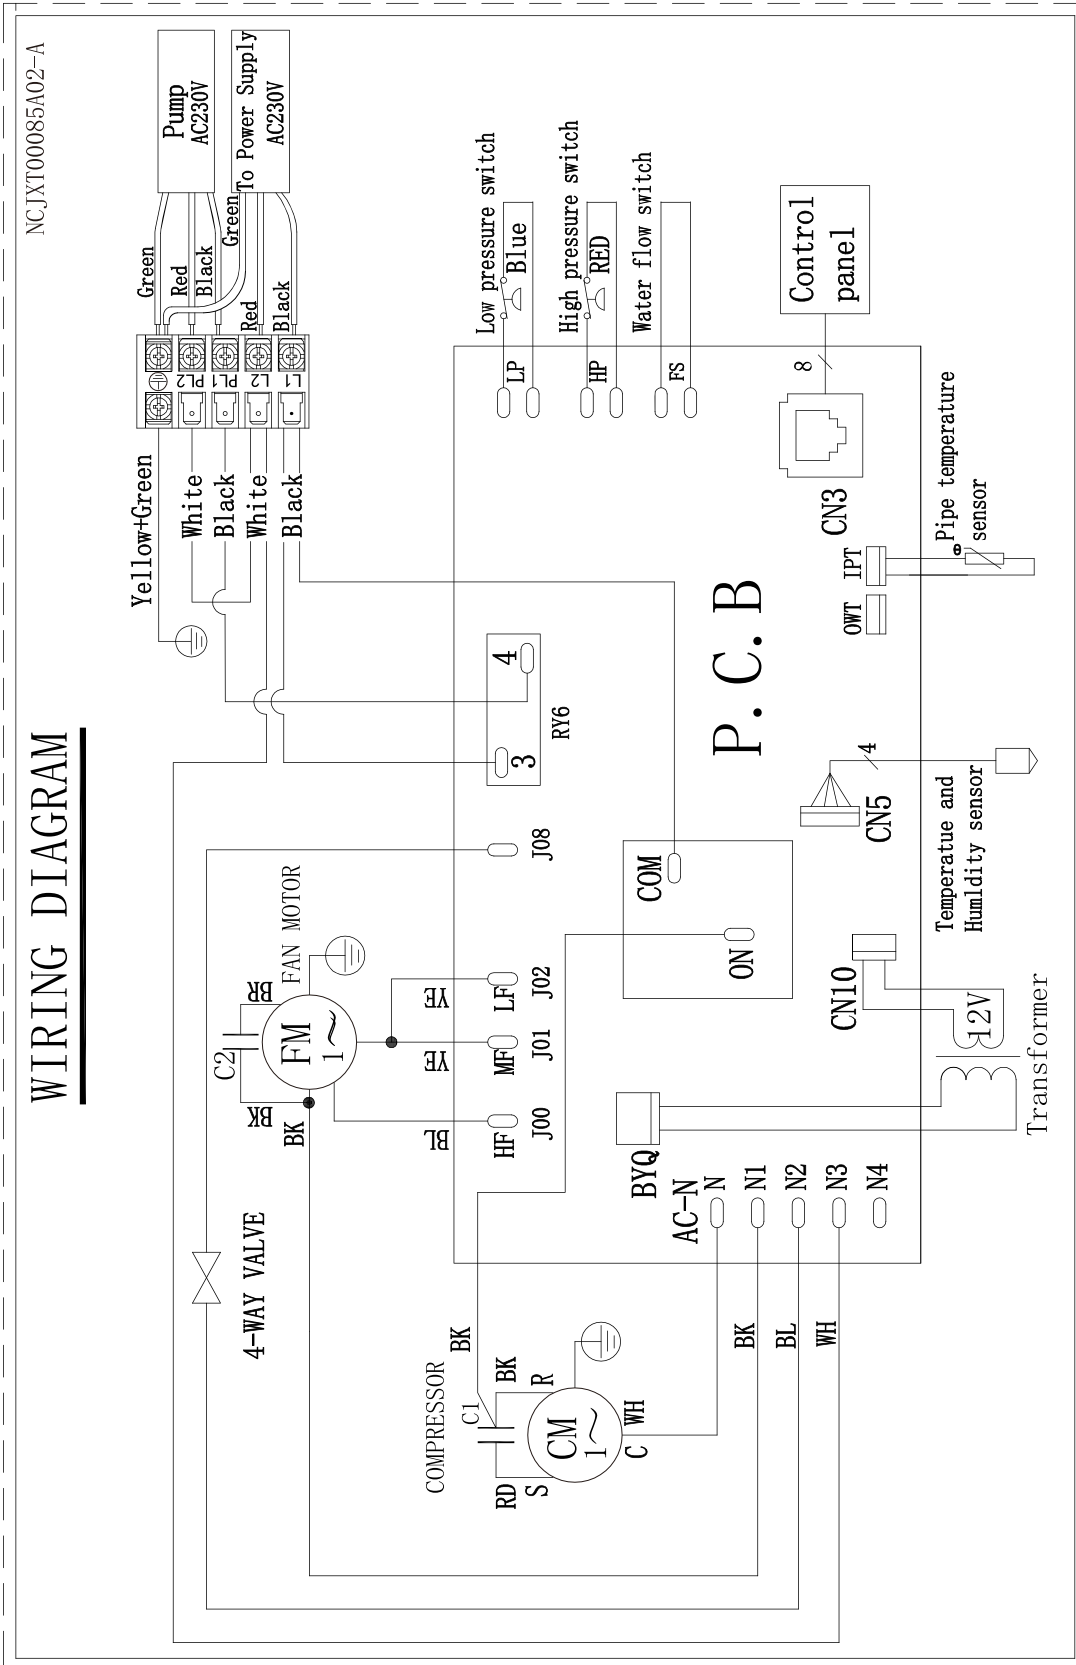 WIRING DIAGRAM
NCJXT00085A02-A
Pump
AC230V
To Power Supply
AC230V
Green
Red
Black
Green
Red
Black
PL2
PL1
L2
L1
Yellow+Green
White
Black
White
Black
Low pressure switch
Blue
LP
High pressure switch
RED
HP
Water flow switch
FS
Control
panel
8
CN3
Pipe temperature
sensor
θ
IPT
OWT
P.C.B
4
3
RY6
J08
COM
ON
CN5
4
Temperatue and
Humldity sensor
CN10
12V
Transformer
BYQ
FAN MOTOR
FM
1~
C2
BR
BK
BK
YE
YE
BL
LF
J02
MF
J01
HF
J00
4-WAY VALVE
AC-N
N
N1
N2
N3
N4
BK
BL
WH
COMPRESSOR
BK
C1
BK
R
RD
S
CM
1~
WH
C